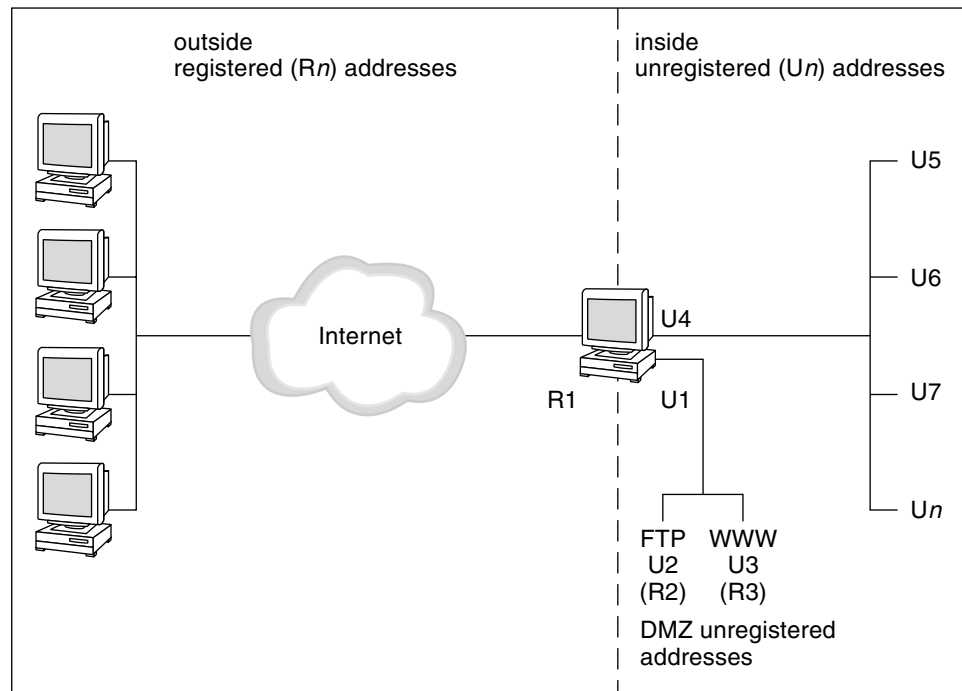 outside
registered (Rn) addresses
inside
unregistered (Un) addresses
U5
U6
Internet
U4
R1
U1
U7
Un
FTP
U2
(R2)
WWW
U3
(R3)
DMZ unregistered
addresses